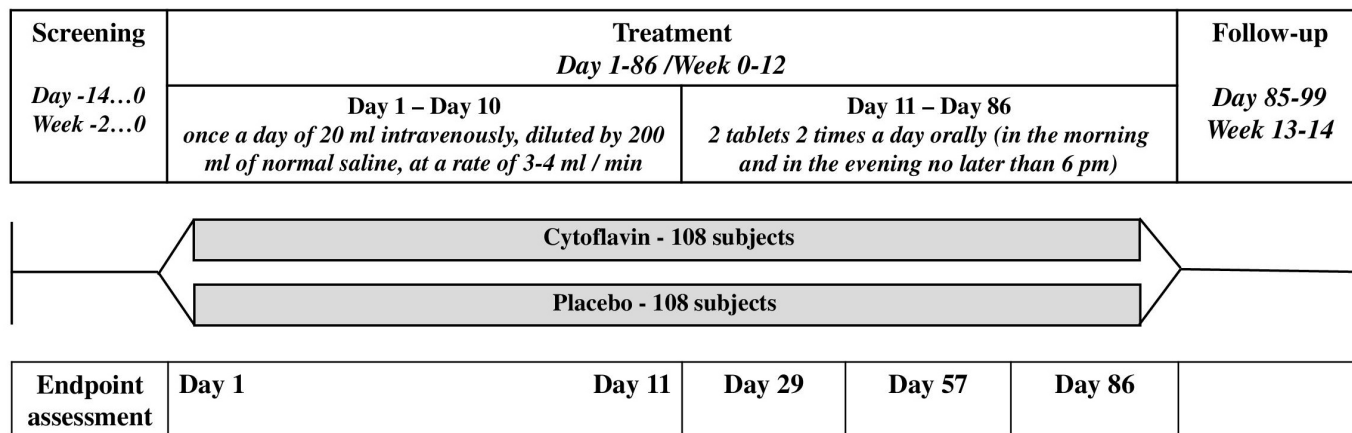 Screening
Day -14…0
Week -2…0
Treatment
Day 1-86 /Week 0-12
Day 1 – Day 10
once a day of 20 ml intravenously, diluted by 200
ml of normal saline, at a rate of 3-4 ml / min
Day 11 – Day 86
2 tablets 2 times a day orally (in the morning
and in the evening no later than 6 pm)
Follow-up
Day 85-99
Week 13-14
Cytoflavin - 108 subjects
Placebo - 108 subjects
Endpoint
assessment
Day 1
Day 11
Day 29
Day 57
Day 86